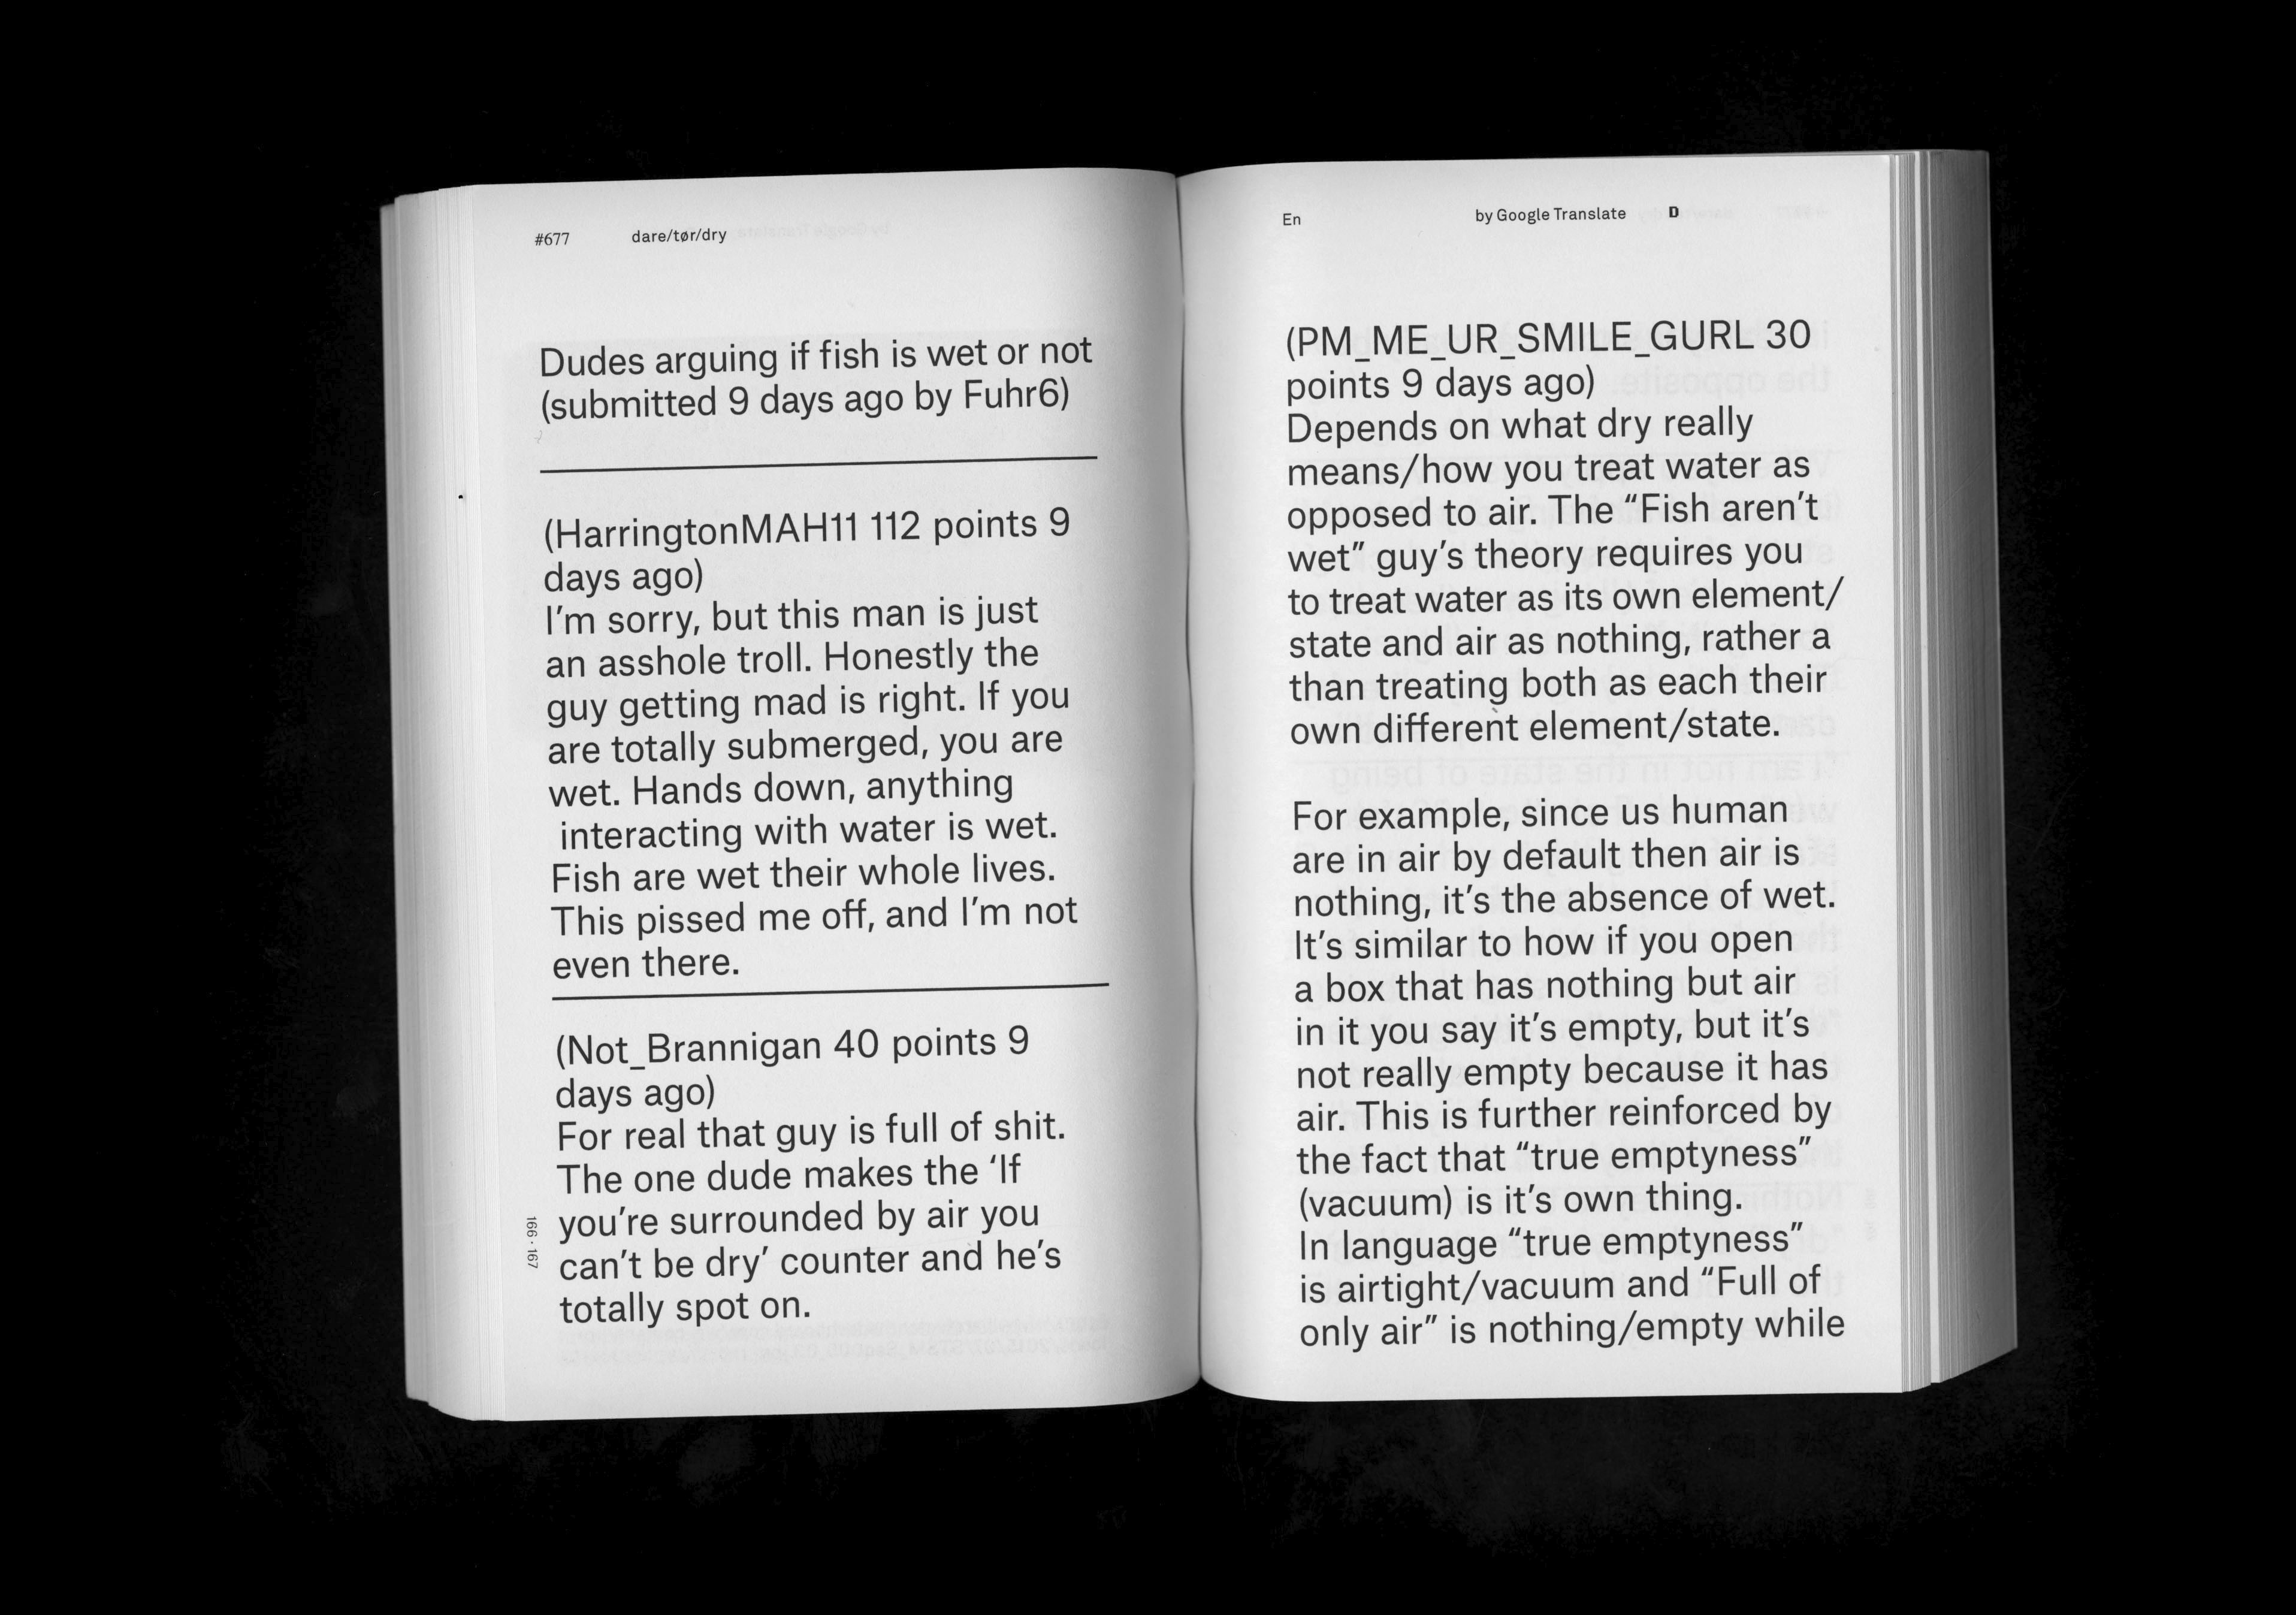 #677 dare/tør/dry
Dudes arguing if fish is wet or not
(submitted 9 days ago by Fuhr6)
(HarringtonMAH11 112 points 9
days ago)
I'm sorry, but this man is just
an asshole troll. Honestly the
guy getting mad is right. If you
are totally submerged, you are
wet. Hands down, anything
interacting with water is wet.
Fish are wet their whole lives.
This pissed me off, and I'm not
even there.
(Not_Brannigan 40 points 9
days ago)
For real that guy is full of shit.
The one dude makes the ‘If
you're surrounded by air you
can't be dry’ counter and he's
totally spot on.
166 · 167
En by Google Translate D
(PM_ME_UR_SMILE_GURL 30
points 9 days ago)
Depends on what dry really
means/how you treat water as
opposed to air. The “Fish aren't
wet” guy's theory requires you
to treat water as its own element/
state and air as nothing, rather a
than treating both as each their
own different element/state.
For example, since us human
are in air by default then air is
nothing, it's the absence of wet.
It's similar to how if you open
a box that has nothing but air
in it you say it's empty, but it's
not really empty because it has
air. This is further reinforced by
the fact that “true emptyness”
(vacuum) is it's own thing.
In language “true emptyness”
is airtight/vacuum and “Full of
only air” is nothing/empty while